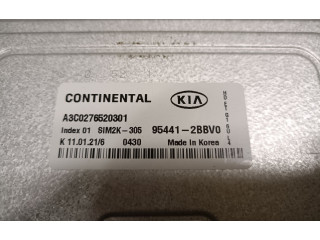 CONTINENTAL KIA
A3C0276520301
Index 01 SIM2K-305 95441-2BBV0
K 11.01.21/6 0430 Made in Korea